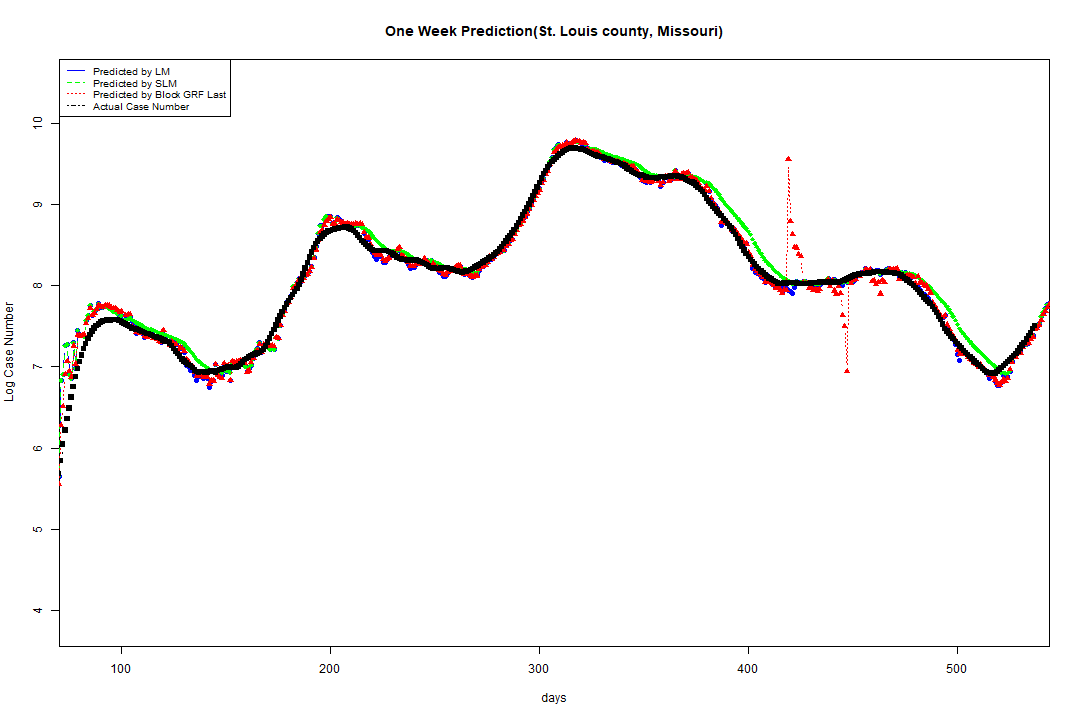 One Week Prediction(St. Louis county, Missouri)
Predicted by LM
Predicted by SLM
Predicted by Block GRF Last
Actual Case Number
Log Case Number
10
9
8
7
6
5
4
100 200 300 400 500
days